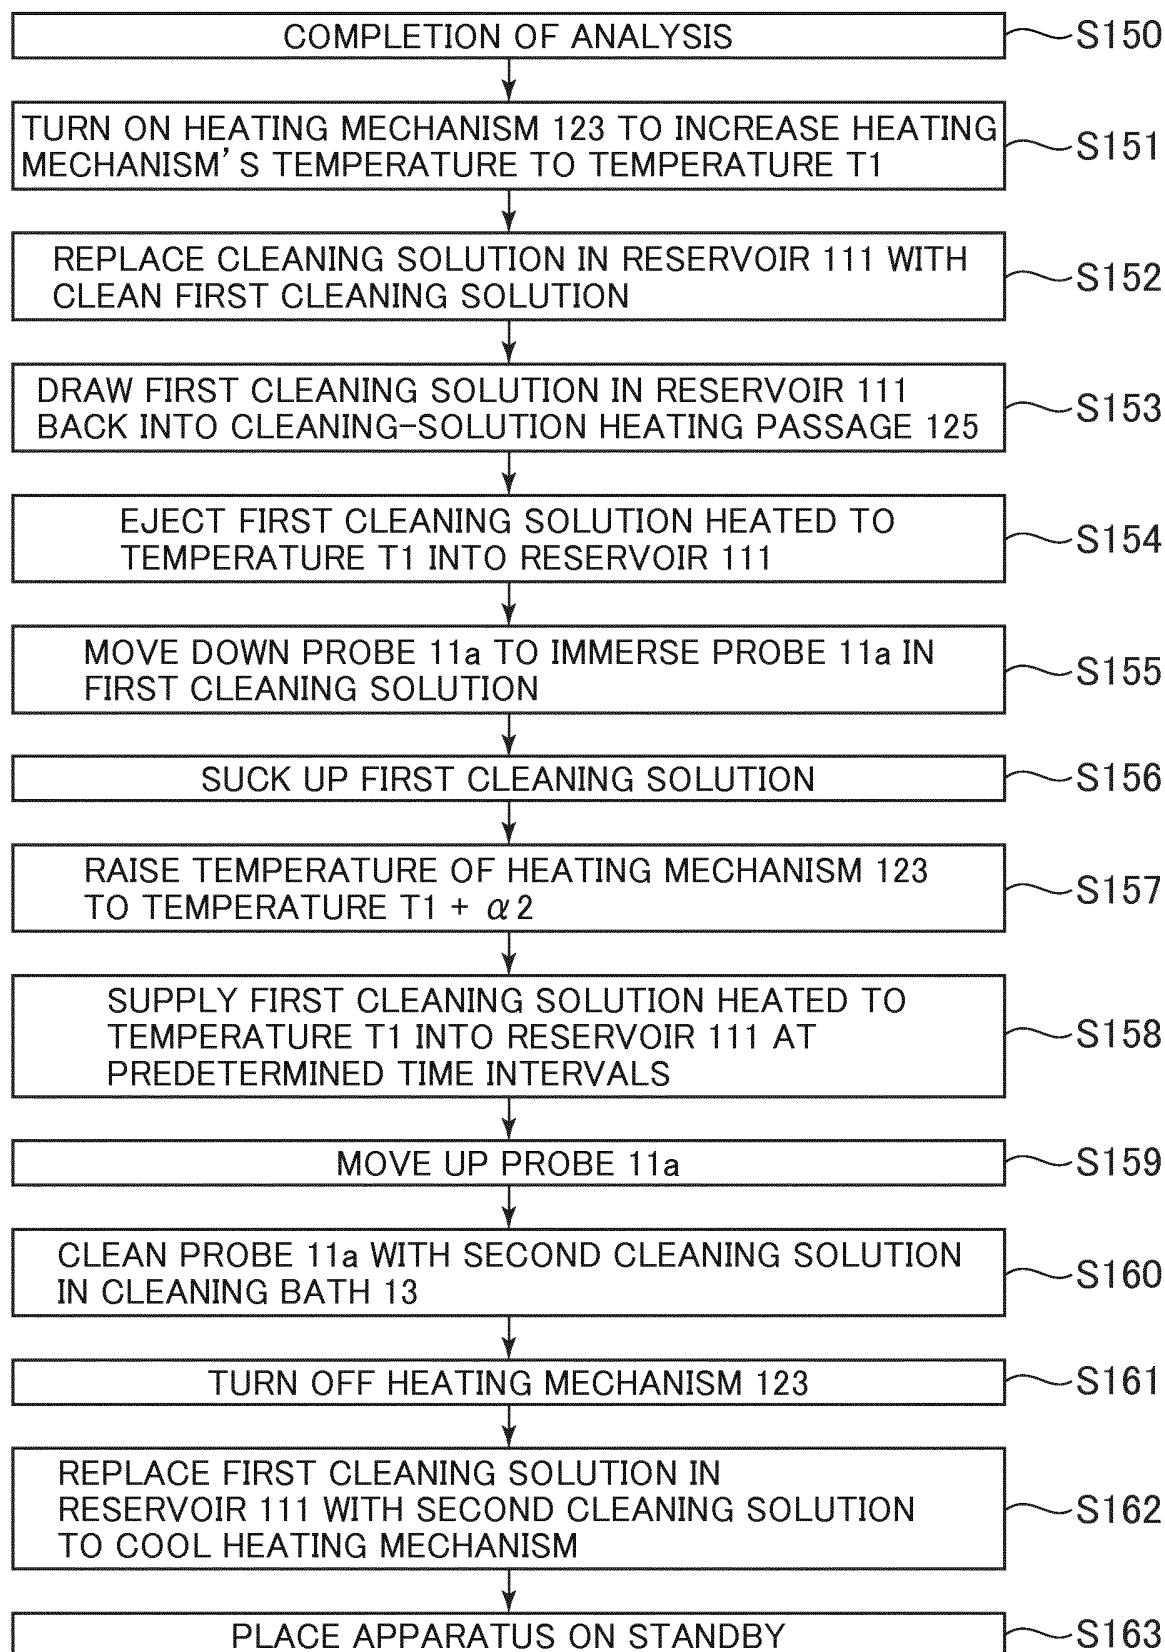 COMPLETION OF ANALYSIS
S150
TURN ON HEATING MECHANISM 123 TO INCREASE HEATING
MECHANISM'S TEMPERATURE TO TEMPERATURE T1
S151
REPLACE CLEANING SOLUTION IN RESERVOIR 111 WITH
CLEAN FIRST CLEANING SOLUTION
S152
DRAW FIRST CLEANING SOLUTION IN RESERVOIR 111
BACK INTO CLEANING-SOLUTION HEATING PASSAGE 125
S153
EJECT FIRST CLEANING SOLUTION HEATED TO
TEMPERATURE T1 INTO RESERVOIR 111
S154
MOVE DOWN PROBE 11a TO IMMERSE PROBE 11a IN
FIRST CLEANING SOLUTION
S155
SUCK UP FIRST CLEANING SOLUTION
S156
RAISE TEMPERATURE OF HEATING MECHANISM 123
TO TEMPERATURE T1 + α2
S157
SUPPLY FIRST CLEANING SOLUTION HEATED TO
TEMPERATURE T1 INTO RESERVOIR 111 AT
PREDETERMINED TIME INTERVALS
S158
MOVE UP PROBE 11a
S159
CLEAN PROBE 11a WITH SECOND CLEANING SOLUTION
IN CLEANING BATH 13
S160
TURN OFF HEATING MECHANISM 123
S161
REPLACE FIRST CLEANING SOLUTION IN
RESERVOIR 111 WITH SECOND CLEANING SOLUTION
TO COOL HEATING MECHANISM
S162
PLACE APPARATUS ON STANDBY
S163